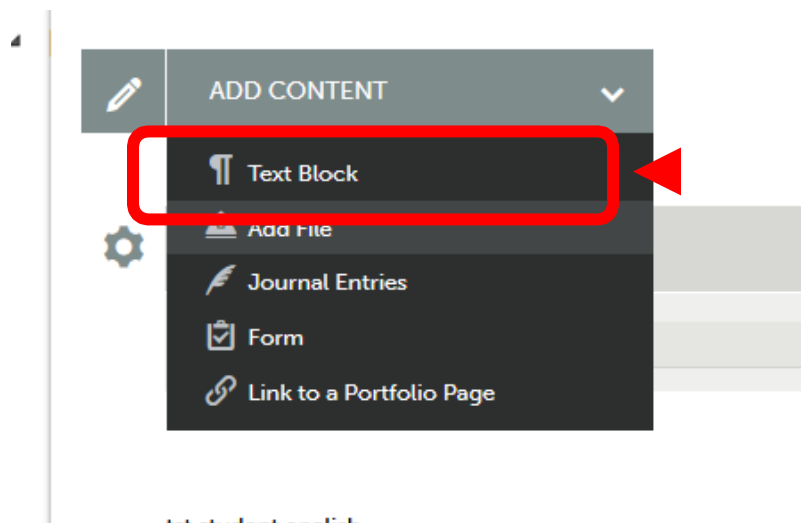 ADD CONTENT
Text Block
Add File
Journal Entries
Form
Link to a Portfolio Page